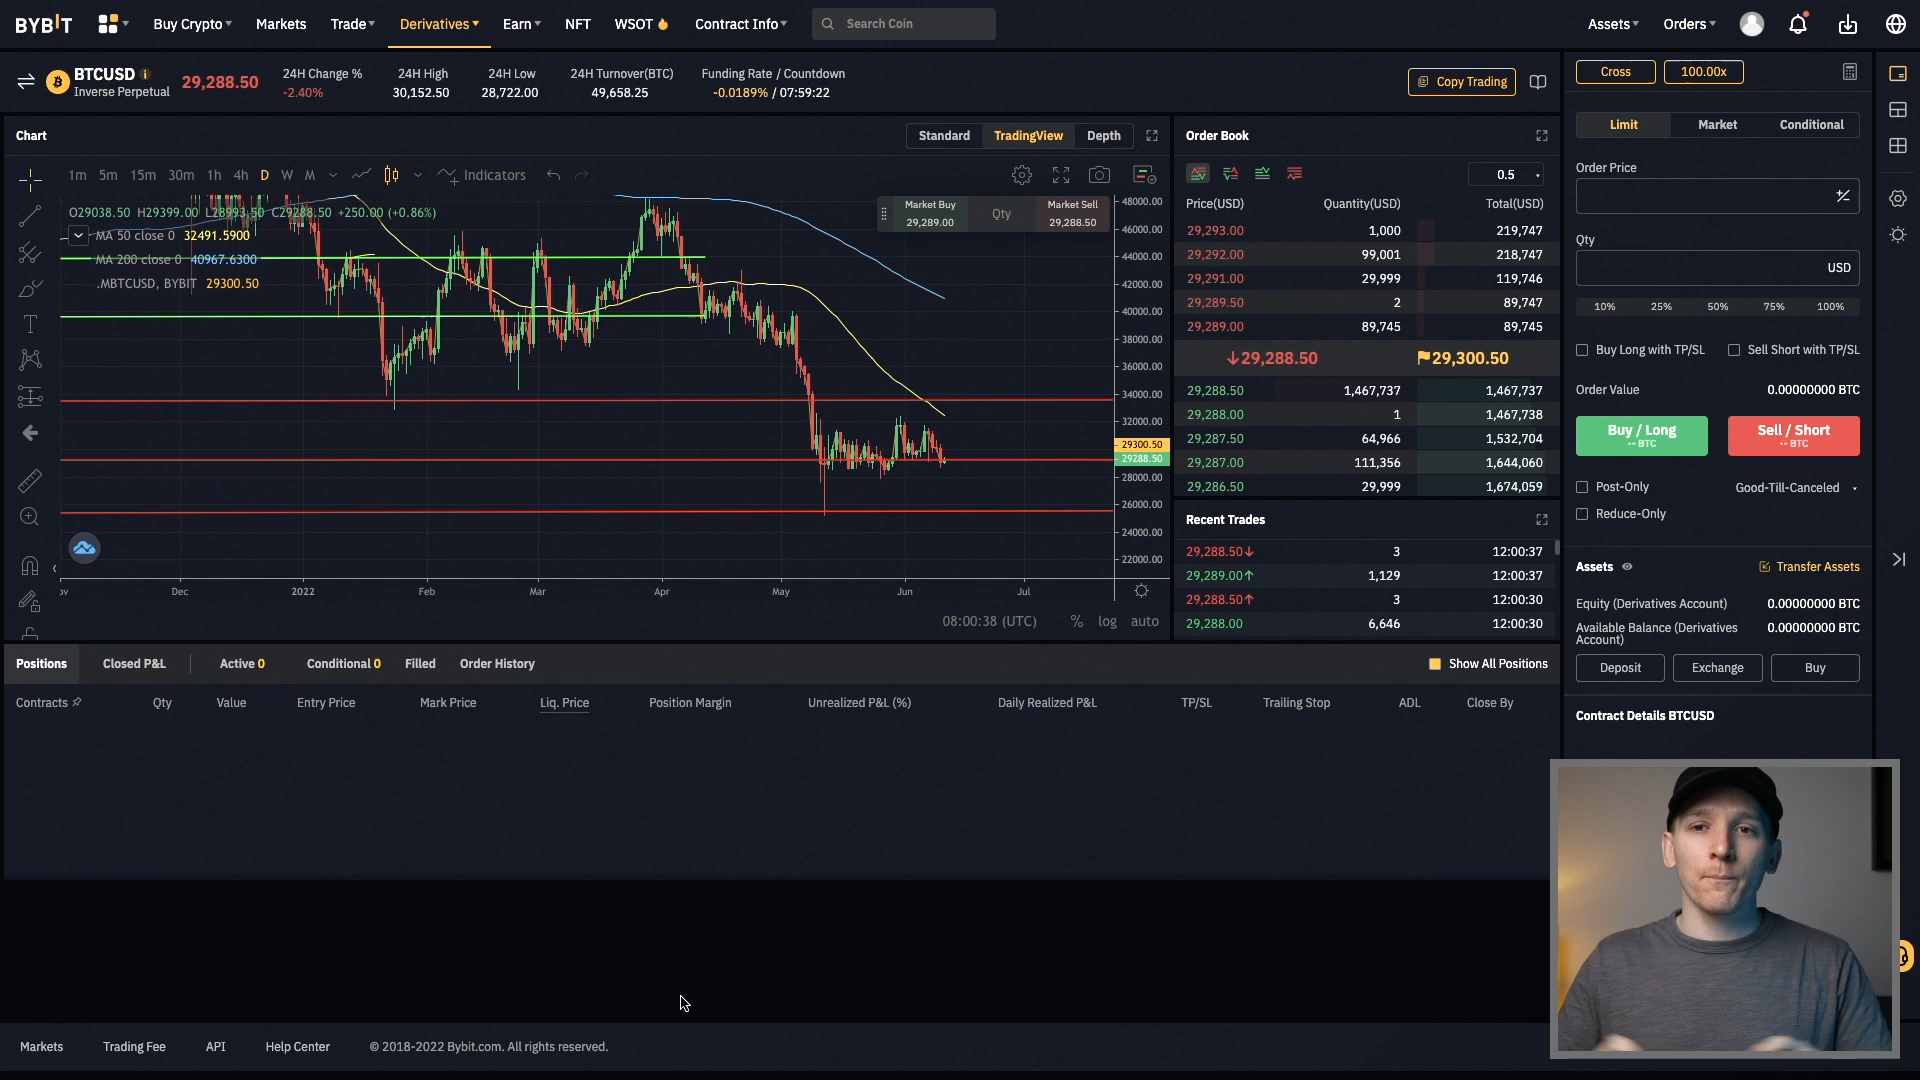 BYBIT Buy Crypto Markets Trade Derivatives Earn NFT WSOT Contract Info Search Coin Assets Orders
BTCUSD
Inverse Perpetual
29,288.50
24H Change %
-2.40%
24H High
30,152.50
24H Low
28,722.00
24H Turnover(BTC)
49,658.25
Funding Rate / Countdown
-0.0189% / 07:59:22
Copy Trading
Chart
Standard TradingView Depth
1m 5m 15m 30m 1h 4h D W M Indicators
O29038.50 H29399.00 L28993.50 C29288.50 +250.00 (+0.86%)
MA 50 close 0 32491.5900
MA 200 close 0 40967.6300
.MBTCUSD, BYBIT 29300.50
Market Buy
29,289.00
Qty
Market Sell
29,288.50
48000.00
46000.00
44000.00
42000.00
40000.00
38000.00
36000.00
34000.00
32000.00
29300.50
29288.50
28000.00
26000.00
24000.00
22000.00
ov Dec 2022 Feb Mar Apr May Jun Jul
08:00:38 (UTC) % log auto
Order Book
0.5
Price(USD) Quantity(USD) Total(USD)
29,293.00 1,000 219,747
29,292.00 99,001 218,747
29,291.00 29,999 119,746
29,289.50 2 89,747
29,289.00 89,745 89,745
29,288.50 29,300.50
29,288.50 1,467,737 1,467,737
29,288.00 1 1,467,738
29,287.50 64,966 1,532,704
29,287.00 111,356 1,644,060
29,286.50 29,999 1,674,059
Recent Trades
29,288.50↓ 3 12:00:37
29,289.00↑ 1,129 12:00:37
29,288.50↑ 3 12:00:30
29,288.00 6,646 12:00:30
Cross 100.00x
Limit Market Conditional
Order Price
Qty
USD
10% 25% 50% 75% 100%
Buy Long with TP/SL Sell Short with TP/SL
Order Value 0.00000000 BTC
Buy / Long
-- BTC
Sell / Short
-- BTC
Post-Only Good-Till-Canceled
Reduce-Only
Assets Transfer Assets
Equity (Derivatives Account) 0.00000000 BTC
Available Balance (Derivatives Account) 0.00000000 BTC
Deposit Exchange Buy
Contract Details BTCUSD
Positions Closed P&L Active 0 Conditional 0 Filled Order History Show All Positions
Contracts Qty Value Entry Price Mark Price Liq. Price Position Margin Unrealized P&L (%) Daily Realized P&L TP/SL Trailing Stop ADL Close By
Markets Trading Fee API Help Center © 2018-2022 Bybit.com. All rights reserved.